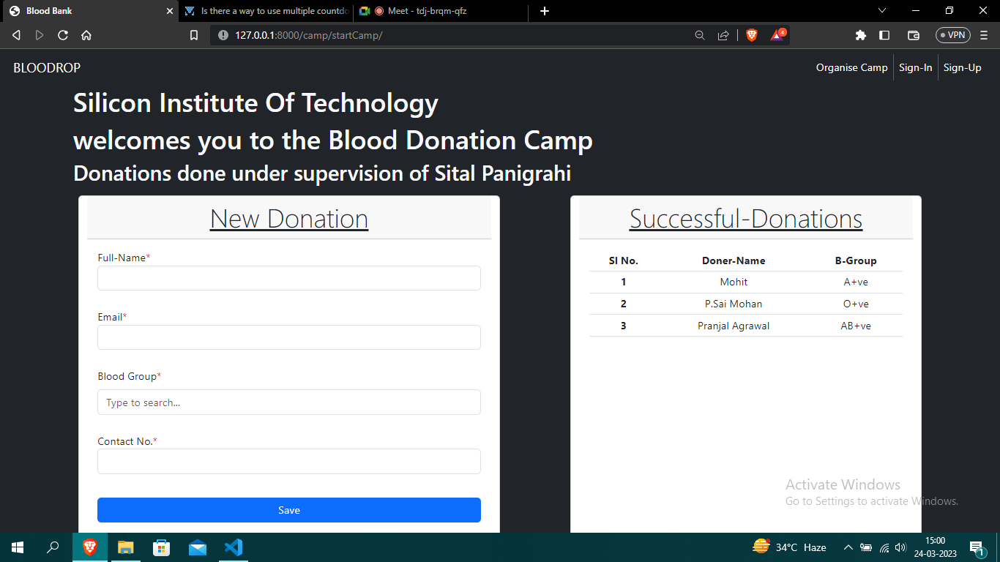 Blood Bank
Is there a way to use multiple countdo
Meet - tdj-brqm-qfz
127.0.0.1:8000/camp/startCamp/
4
VPN
BLOODROP
Organise Camp
Sign-In
Sign-Up
Silicon Institute Of Technology
welcomes you to the Blood Donation Camp
Donations done under supervision of Sital Panigrahi
New Donation
Full-Name*
Email*
Blood Group*
Type to search...
Contact No.*
Save
Successful-Donations
Sl No. Doner-Name B-Group
1 Mohit A+ve
2 P.Sai Mohan O+ve
3 Pranjal Agrawal AB+ve
Activate Windows
Go to Settings to activate Windows.
34°C Haze
15:00
24-03-2023
1